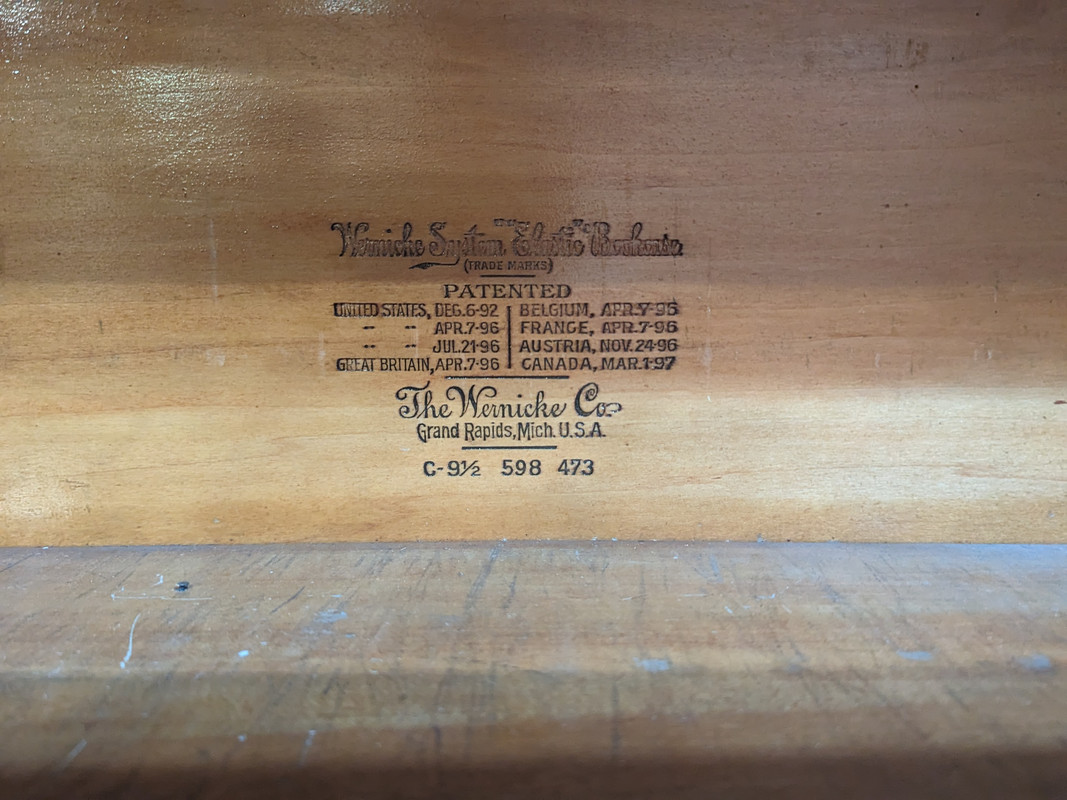 Wernicke System "Elastic" Bookcase
(TRADE MARKS)
PATENTED
UNITED STATES, DEC.6-92 | BELGIUM, APR.7-96
" " APR.7-96 | FRANCE, APR.7-96
" " JUL.21-96 | AUSTRIA, NOV.24-96
GREAT BRITAIN, APR.7-96 | CANADA, MAR.1-97
The Wernicke Co.
Grand Rapids, Mich. U.S.A.
C-9½ 598 473